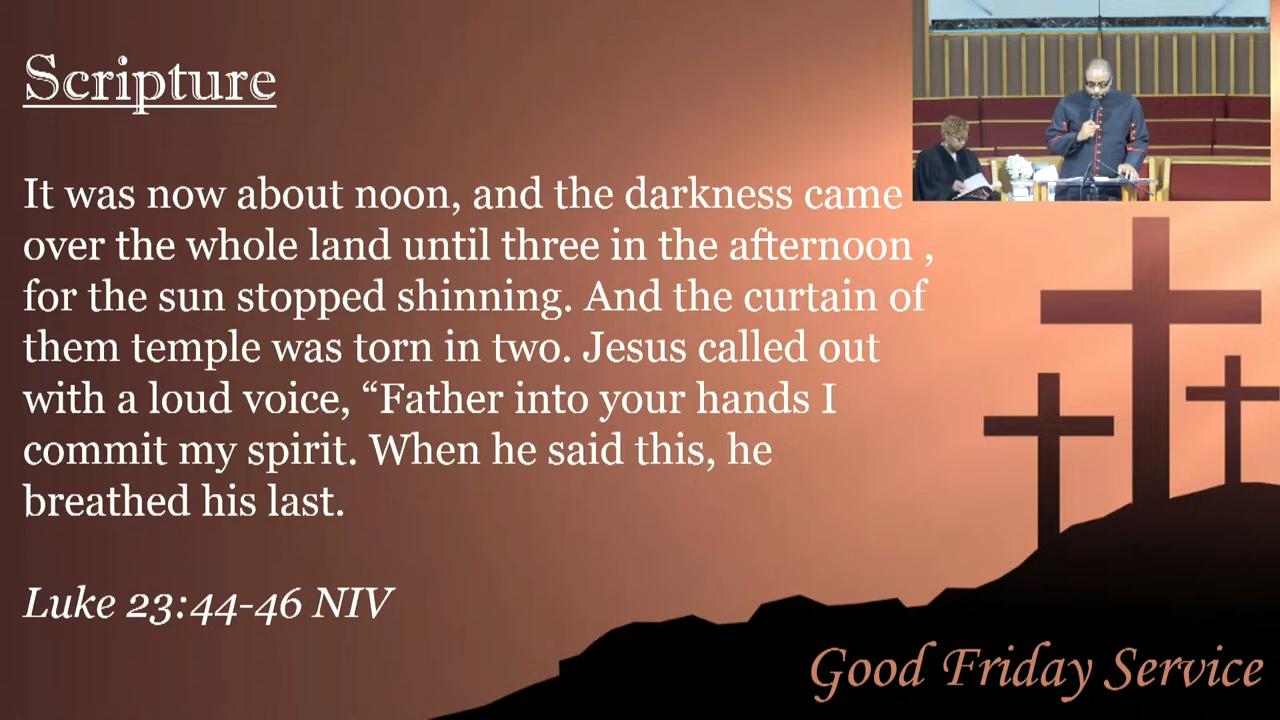 Scripture
It was now about noon, and the darkness came
over the whole land until three in the afternoon ,
for the sun stopped shinning. And the curtain of
them temple was torn in two. Jesus called out
with a loud voice, “Father into your hands I
commit my spirit. When he said this, he
breathed his last.
Luke 23:44-46 NIV
Good Friday Service